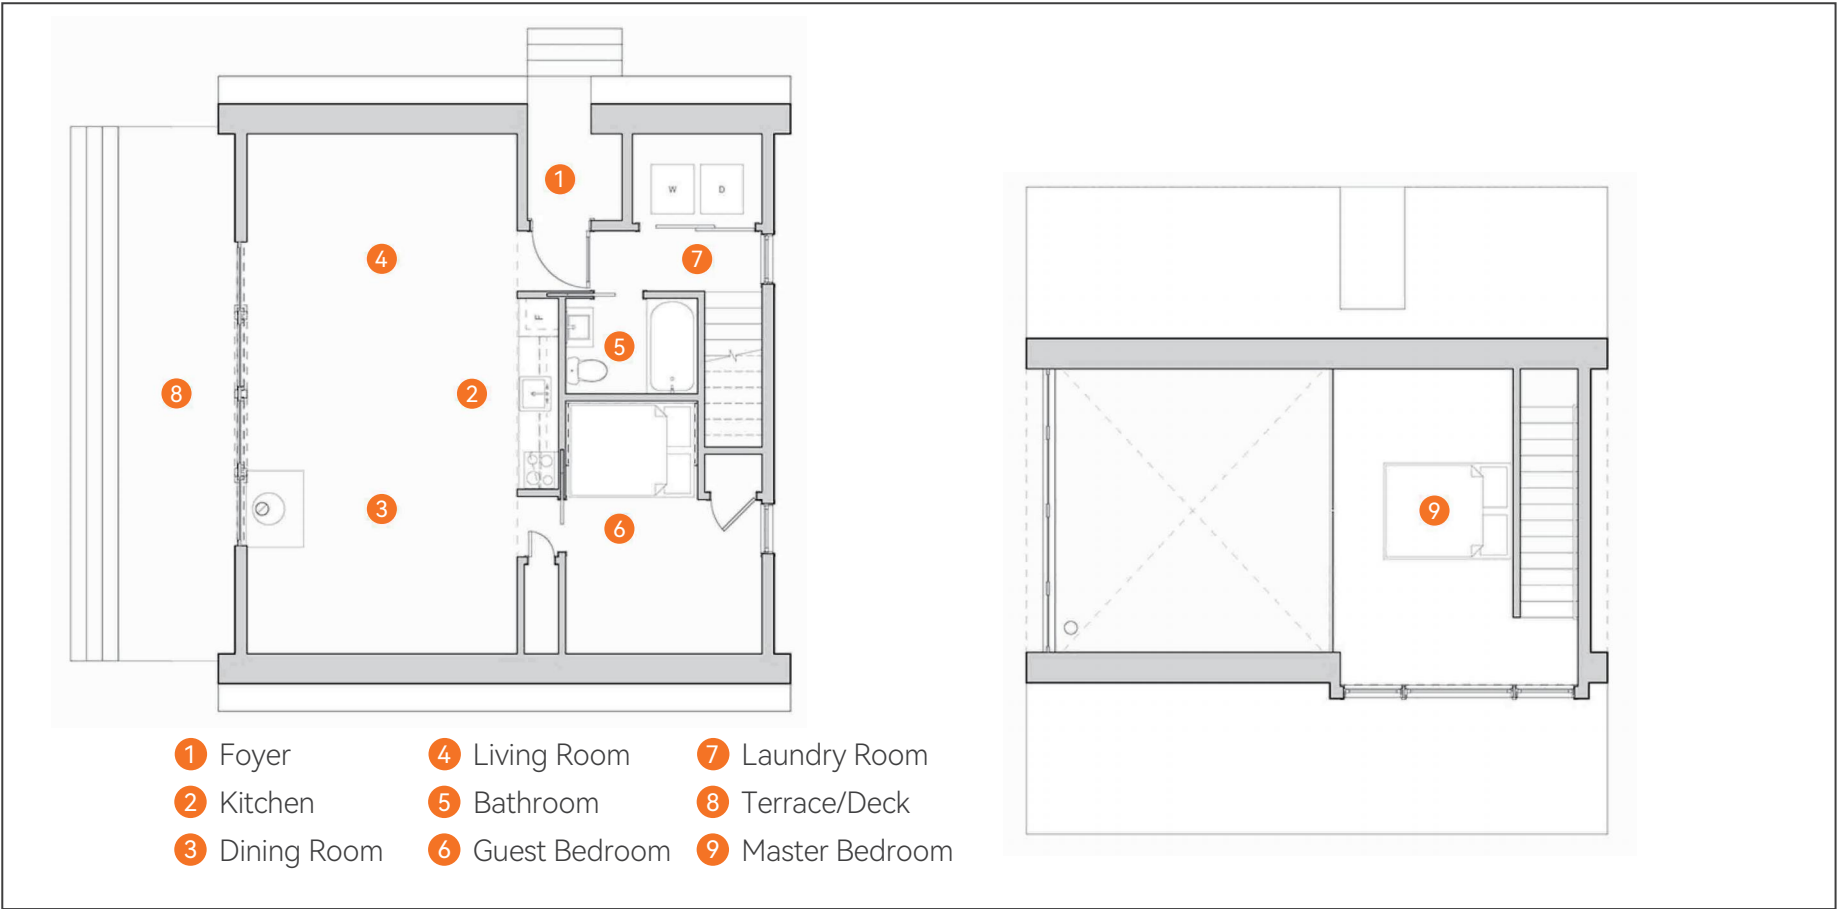 1
W D
4
7
F
5
8
2
3
6
9
1 Foyer
4 Living Room
7 Laundry Room
2 Kitchen
5 Bathroom
8 Terrace/Deck
3 Dining Room
6 Guest Bedroom
9 Master Bedroom